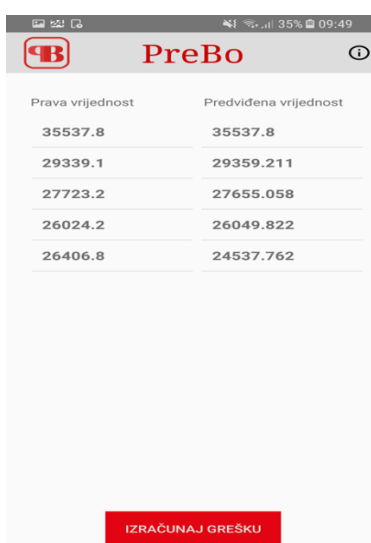 35% 09:49
PB PreBo
Prava vrijednost Predviđena vrijednost
35537.8 35537.8
29339.1 29359.211
27723.2 27655.058
26024.2 26049.822
26406.8 24537.762
IZRAČUNAJ GREŠKU